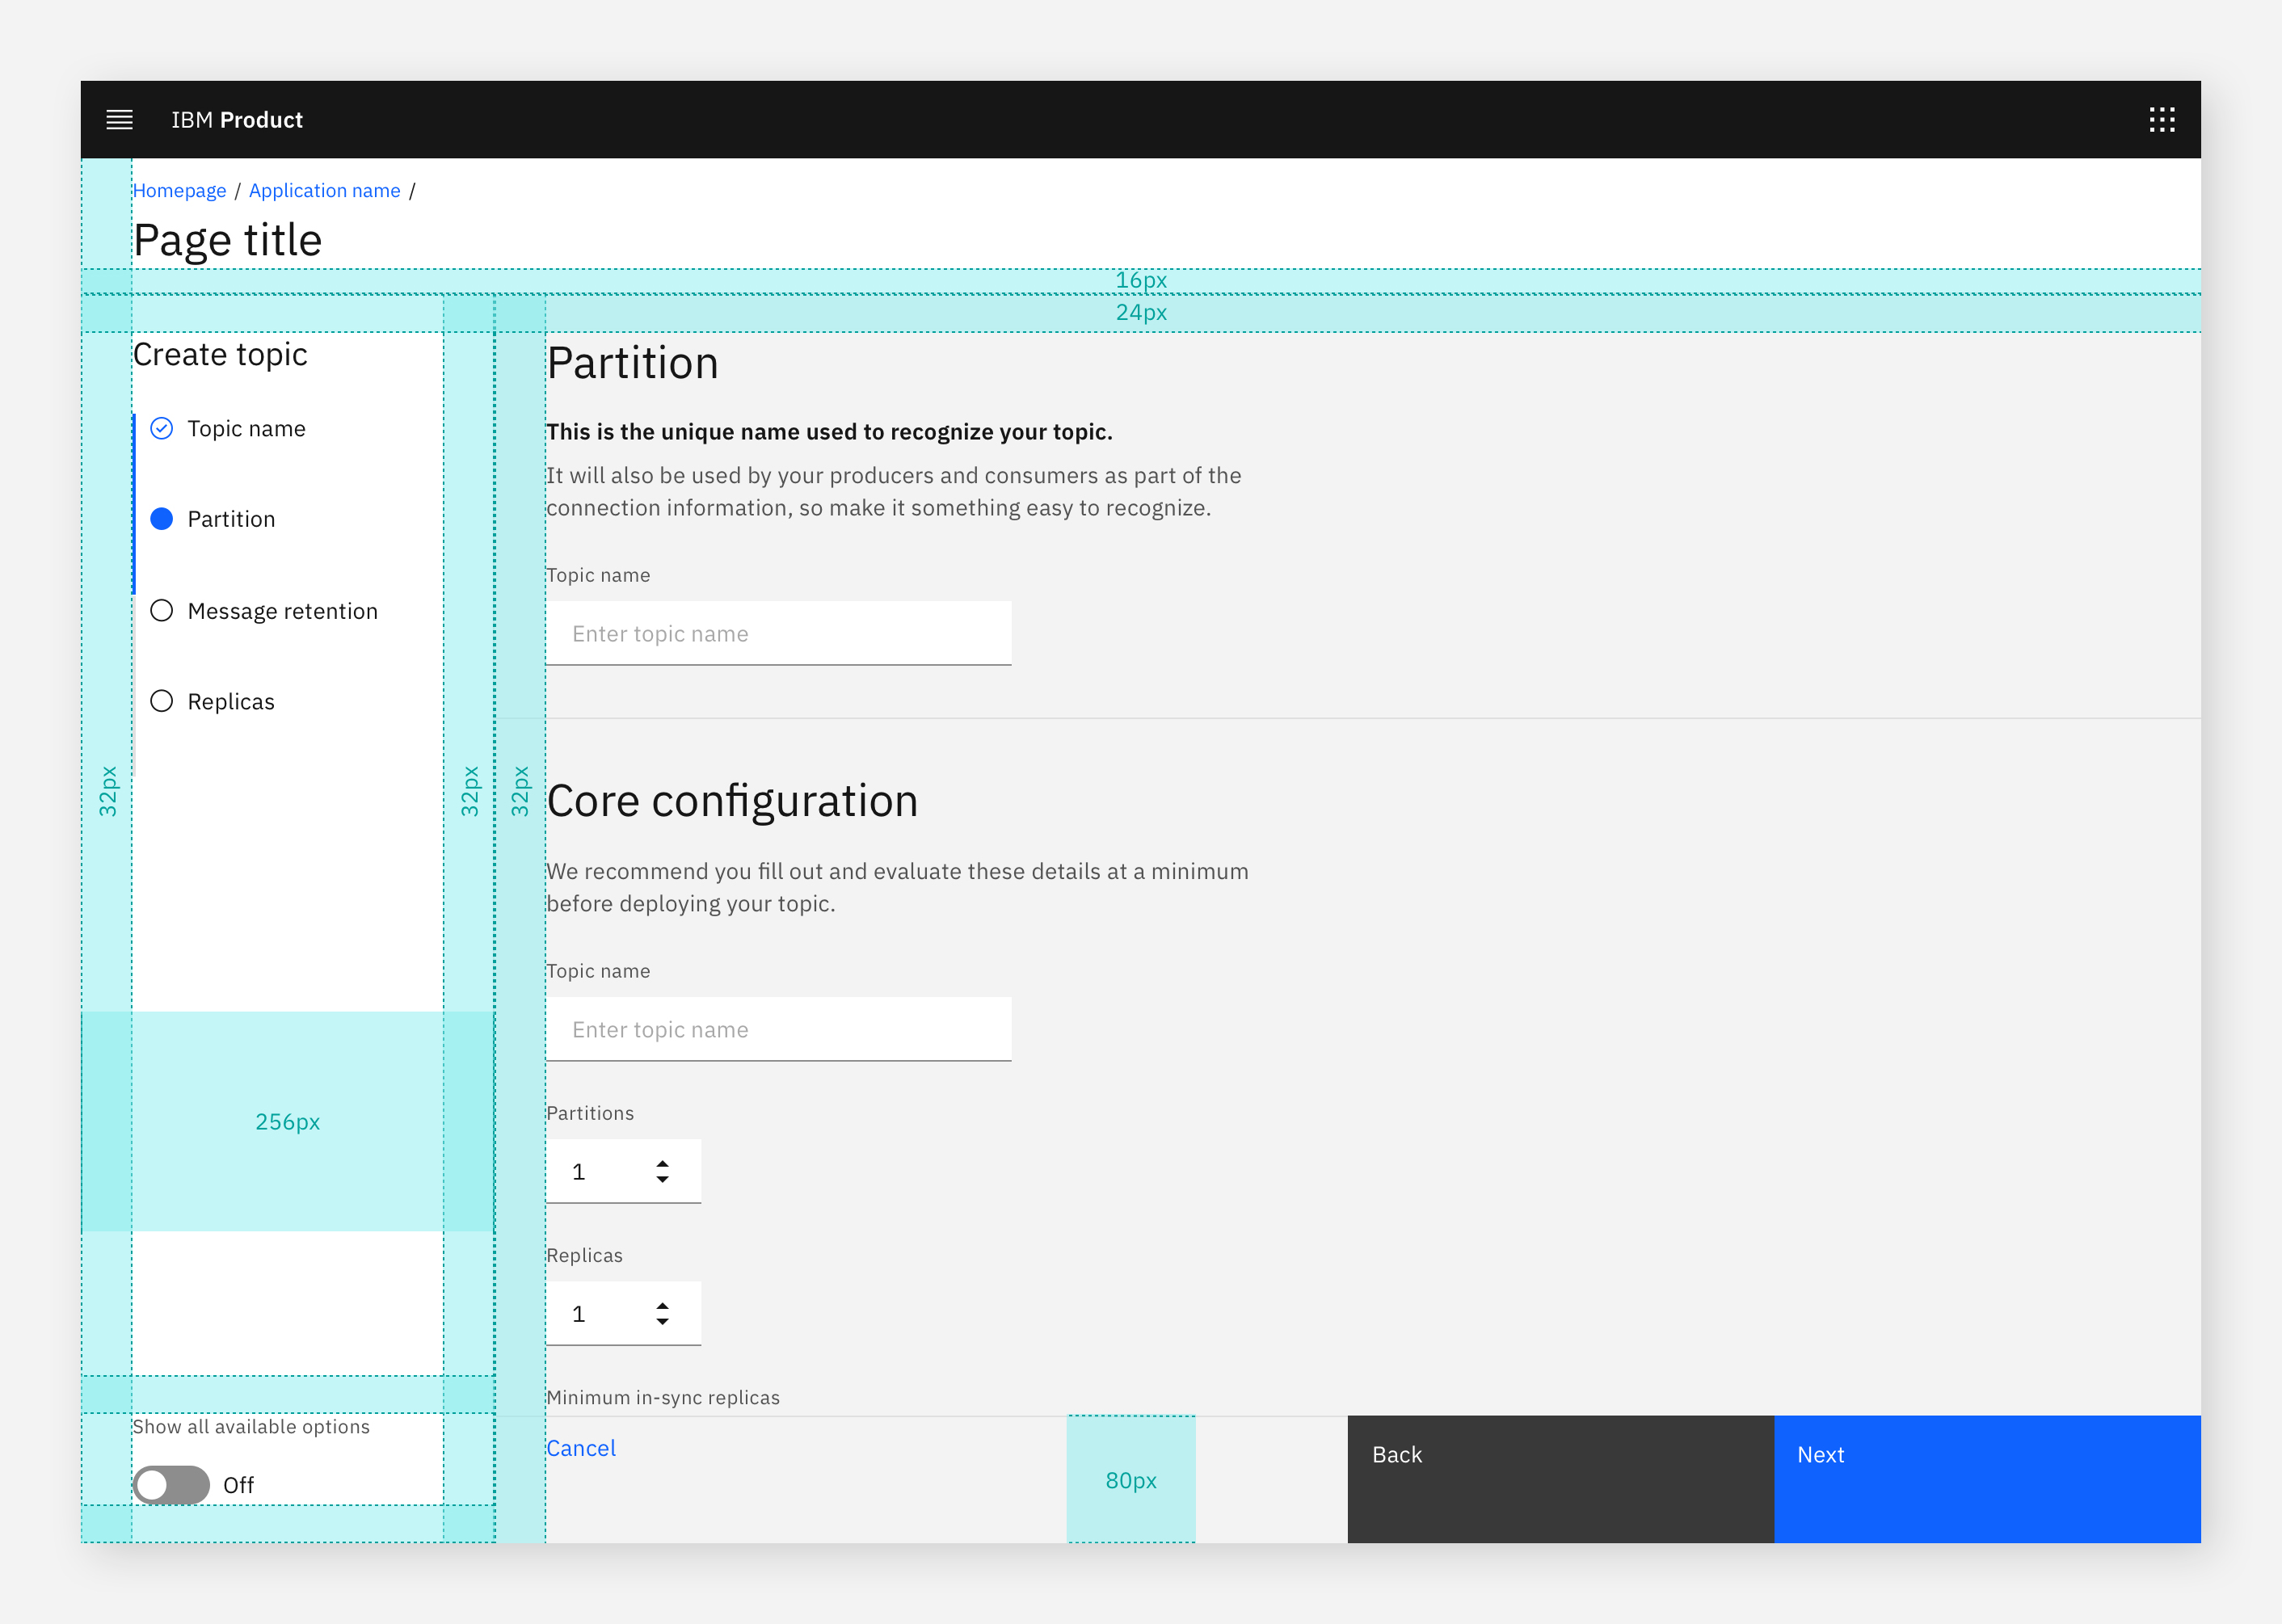 IBM Product
Homepage / Application name /
Page title
16px
24px
Create topic
Topic name
Partition
Message retention
Replicas
32px
32px
32px
256px
Show all available options
Off
Partition
This is the unique name used to recognize your topic.
It will also be used by your producers and consumers as part of the
connection information, so make it something easy to recognize.
Topic name
Enter topic name
Core configuration
We recommend you fill out and evaluate these details at a minimum
before deploying your topic.
Topic name
Enter topic name
Partitions
1
Replicas
1
Minimum in-sync replicas
Cancel
80px
Back
Next